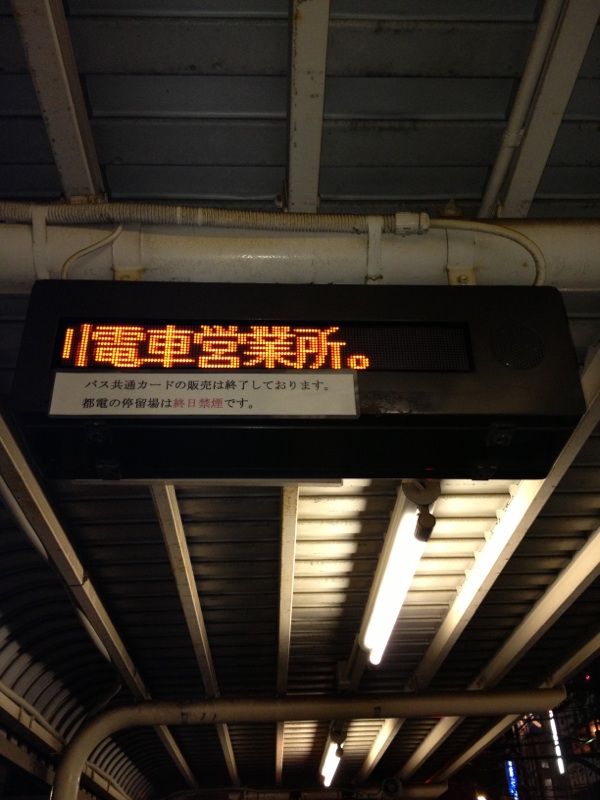 電車営業所。
バス共通カードの販売は終了しております。
都電の停留場は終日禁煙です。